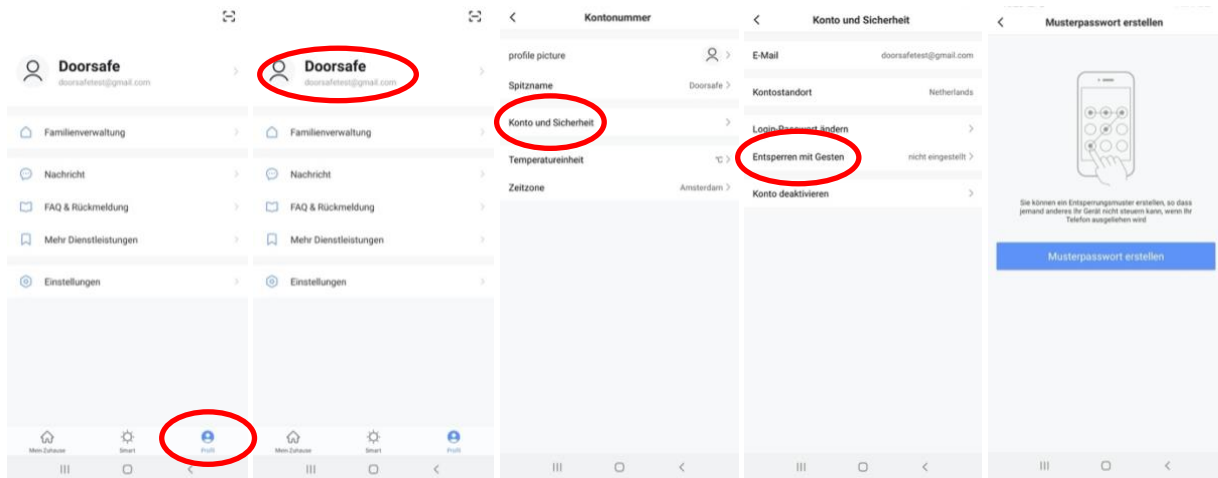 Doorsafe
doorsafetest@gmail.com
Familienverwaltung
Nachricht
FAQ & Rückmeldung
Mehr Dienstleistungen
Einstellungen
Mein Zuhause
Smart
Profil
Doorsafe
doorsafetest@gmail.com
Familienverwaltung
Nachricht
FAQ & Rückmeldung
Mehr Dienstleistungen
Einstellungen
Mein Zuhause
Smart
Profil
Kontonummer
profile picture
Spitzname Doorsafe
Konto und Sicherheit
Temperatureinheit °C
Zeitzone Amsterdam
Konto und Sicherheit
E-Mail doorsafetest@gmail.com
Kontostandort Netherlands
Login-Passwort ändern
Entsperren mit Gesten nicht eingestellt
Konto deaktivieren
Musterpasswort erstellen
Sie können ein Entsperrungsmuster erstellen, so dass
jemand anderes Ihr Gerät nicht steuern kann, wenn Ihr
Telefon ausgeliehen wird
Musterpasswort erstellen